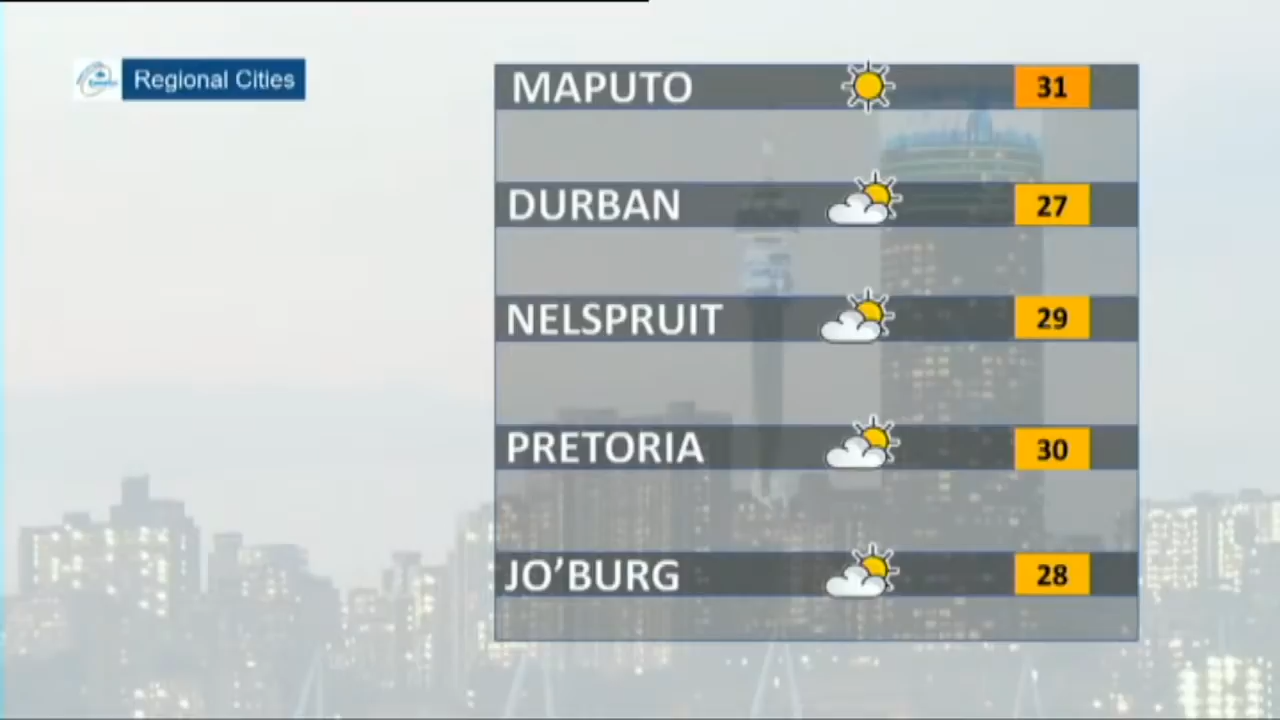 Regional Cities
MAPUTO 31
DURBAN 27
NELSPRUIT 29
PRETORIA 30
JO’BURG 28